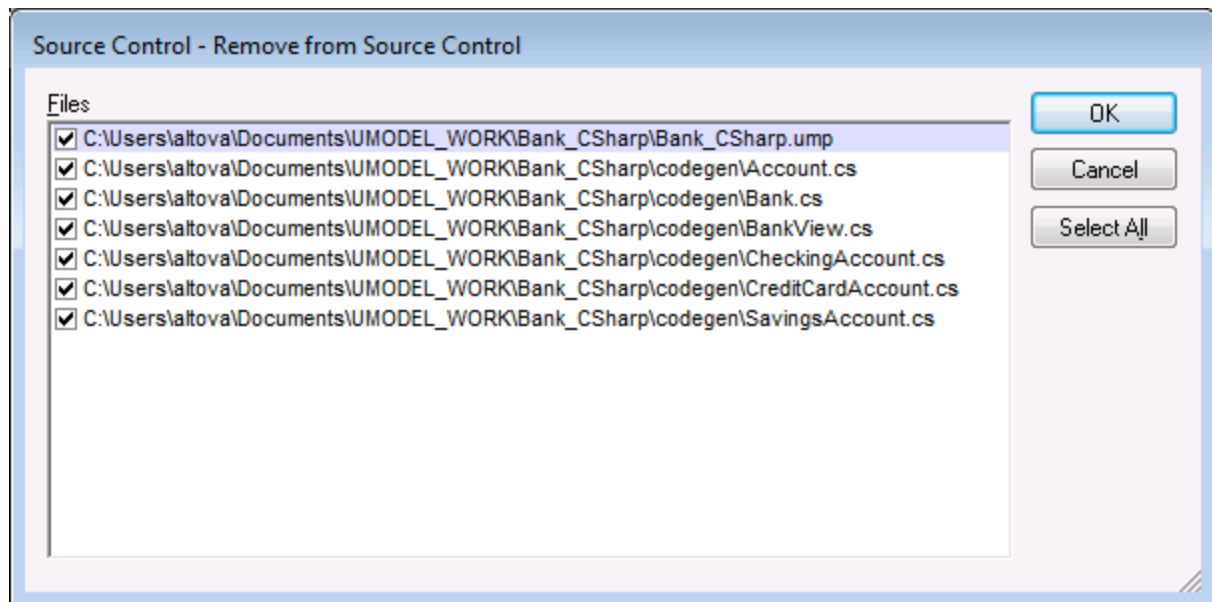 Source Control - Remove from Source Control
Files
C:\Users\altova\Documents\UMODEL_WORK\Bank_CSharp\Bank_CSharp.ump
C:\Users\altova\Documents\UMODEL_WORK\Bank_CSharp\codegen\Account.cs
C:\Users\altova\Documents\UMODEL_WORK\Bank_CSharp\codegen\Bank.cs
C:\Users\altova\Documents\UMODEL_WORK\Bank_CSharp\codegen\BankView.cs
C:\Users\altova\Documents\UMODEL_WORK\Bank_CSharp\codegen\CheckingAccount.cs
C:\Users\altova\Documents\UMODEL_WORK\Bank_CSharp\codegen\CreditCardAccount.cs
C:\Users\altova\Documents\UMODEL_WORK\Bank_CSharp\codegen\SavingsAccount.cs
OK
Cancel
Select All